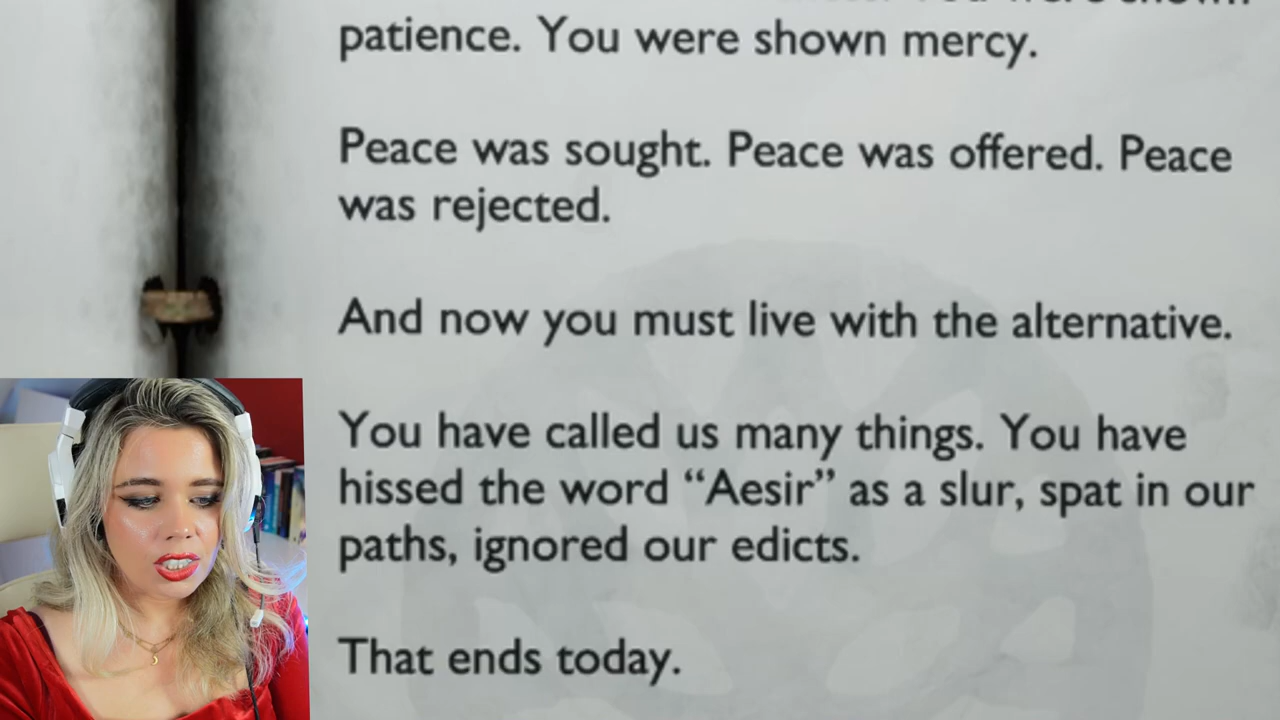 patience. You were shown mercy.
Peace was sought. Peace was offered. Peace
was rejected.
And now you must live with the alternative.
You have called us many things. You have
hissed the word “Aesir” as a slur, spat in our
paths, ignored our edicts.
That ends today.